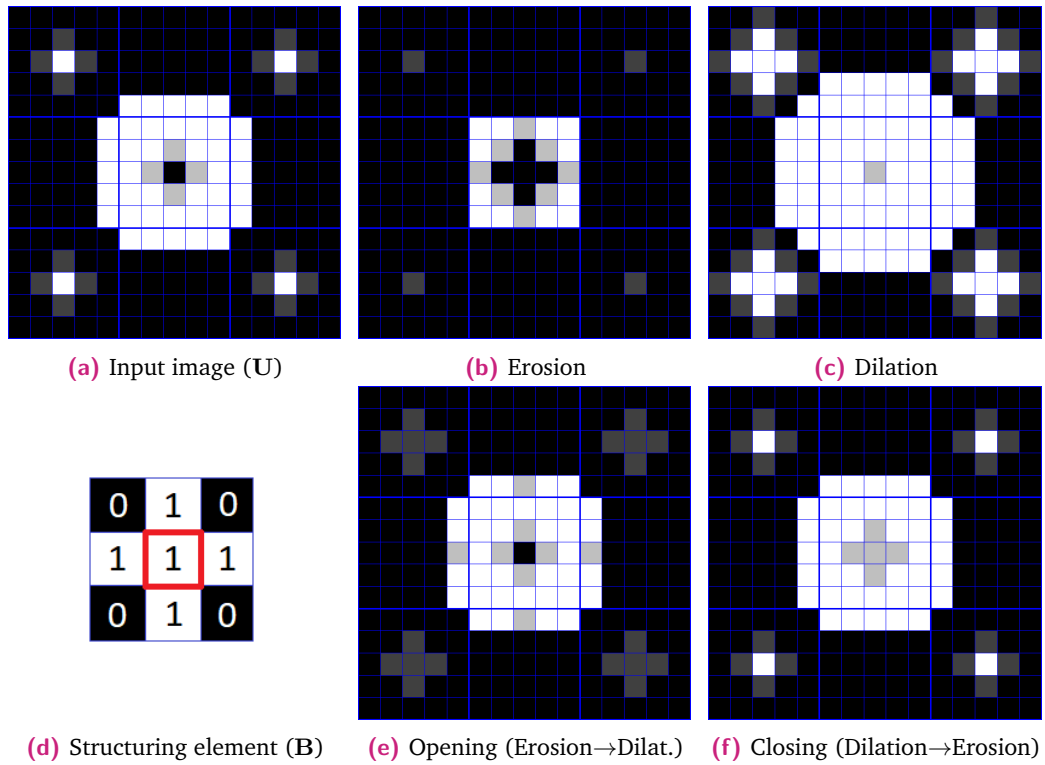 (a) Input image (U)
(b) Erosion
(c) Dilation
0 1 0
1 1 1
0 1 0
(d) Structuring element (B)
(e) Opening (Erosion→Dilat.)
(f) Closing (Dilation→Erosion)